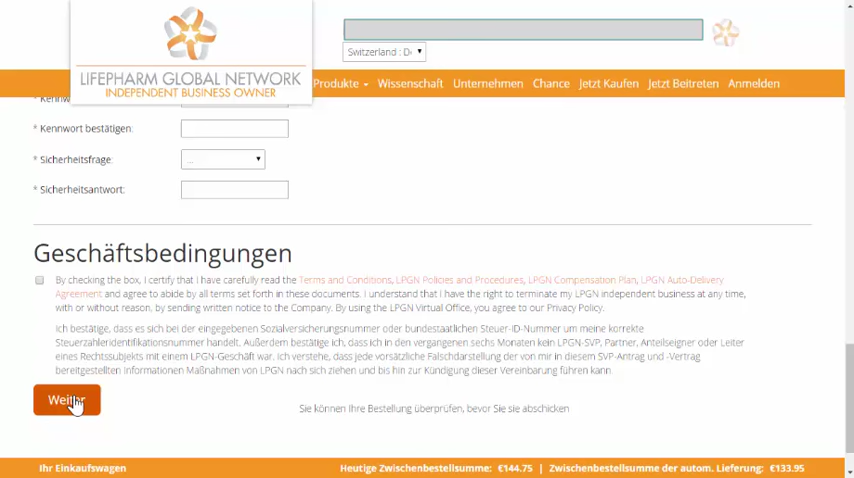 LIFEPHARM GLOBAL NETWORK
INDEPENDENT BUSINESS OWNER
Switzerland : De
Produkte Wissenschaft Unternehmen Chance Jetzt Kaufen Jetzt Beitreten Anmelden
* Kennwort bestätigen:
* Sicherheitsfrage: ...
* Sicherheitsantwort:
Geschäftsbedingungen
By checking the box, I certify that I have carefully read the Terms and Conditions, LPGN Policies and Procedures, LPGN Compensation Plan, LPGN Auto-Delivery
Agreement and agree to abide by all terms set forth in these documents. I understand that I have the right to terminate my LPGN independent business at any time,
with or without reason, by sending written notice to the Company. By using the LPGN Virtual Office, you agree to our Privacy Policy.
Ich bestätige, dass es sich bei der eingegebenen Sozialversicherungsnummer oder bundesstaatlichen Steuer-ID-Nummer um meine korrekte
Steuerzahleridentifikationsnummer handelt. Außerdem bestätige ich, dass ich in den vergangenen sechs Monaten kein LPGN-SVP, Partner, Anteilseigner oder Leiter
eines Rechtssubjekts mit einem LPGN-Geschäft war. Ich verstehe, dass jede vorsätzliche Falschdarstellung der von mir in diesem SVP-Antrag und -Vertrag
bereitgestellten Informationen Maßnahmen von LPGN nach sich ziehen und bis hin zur Kündigung dieser Vereinbarung führen kann.
Weiter
Sie können Ihre Bestellung überprüfen, bevor Sie sie abschicken
Ihr Einkaufswagen Heutige Zwischenbestellsumme: €144.75 | Zwischenbestellsumme der autom. Lieferung: €133.95